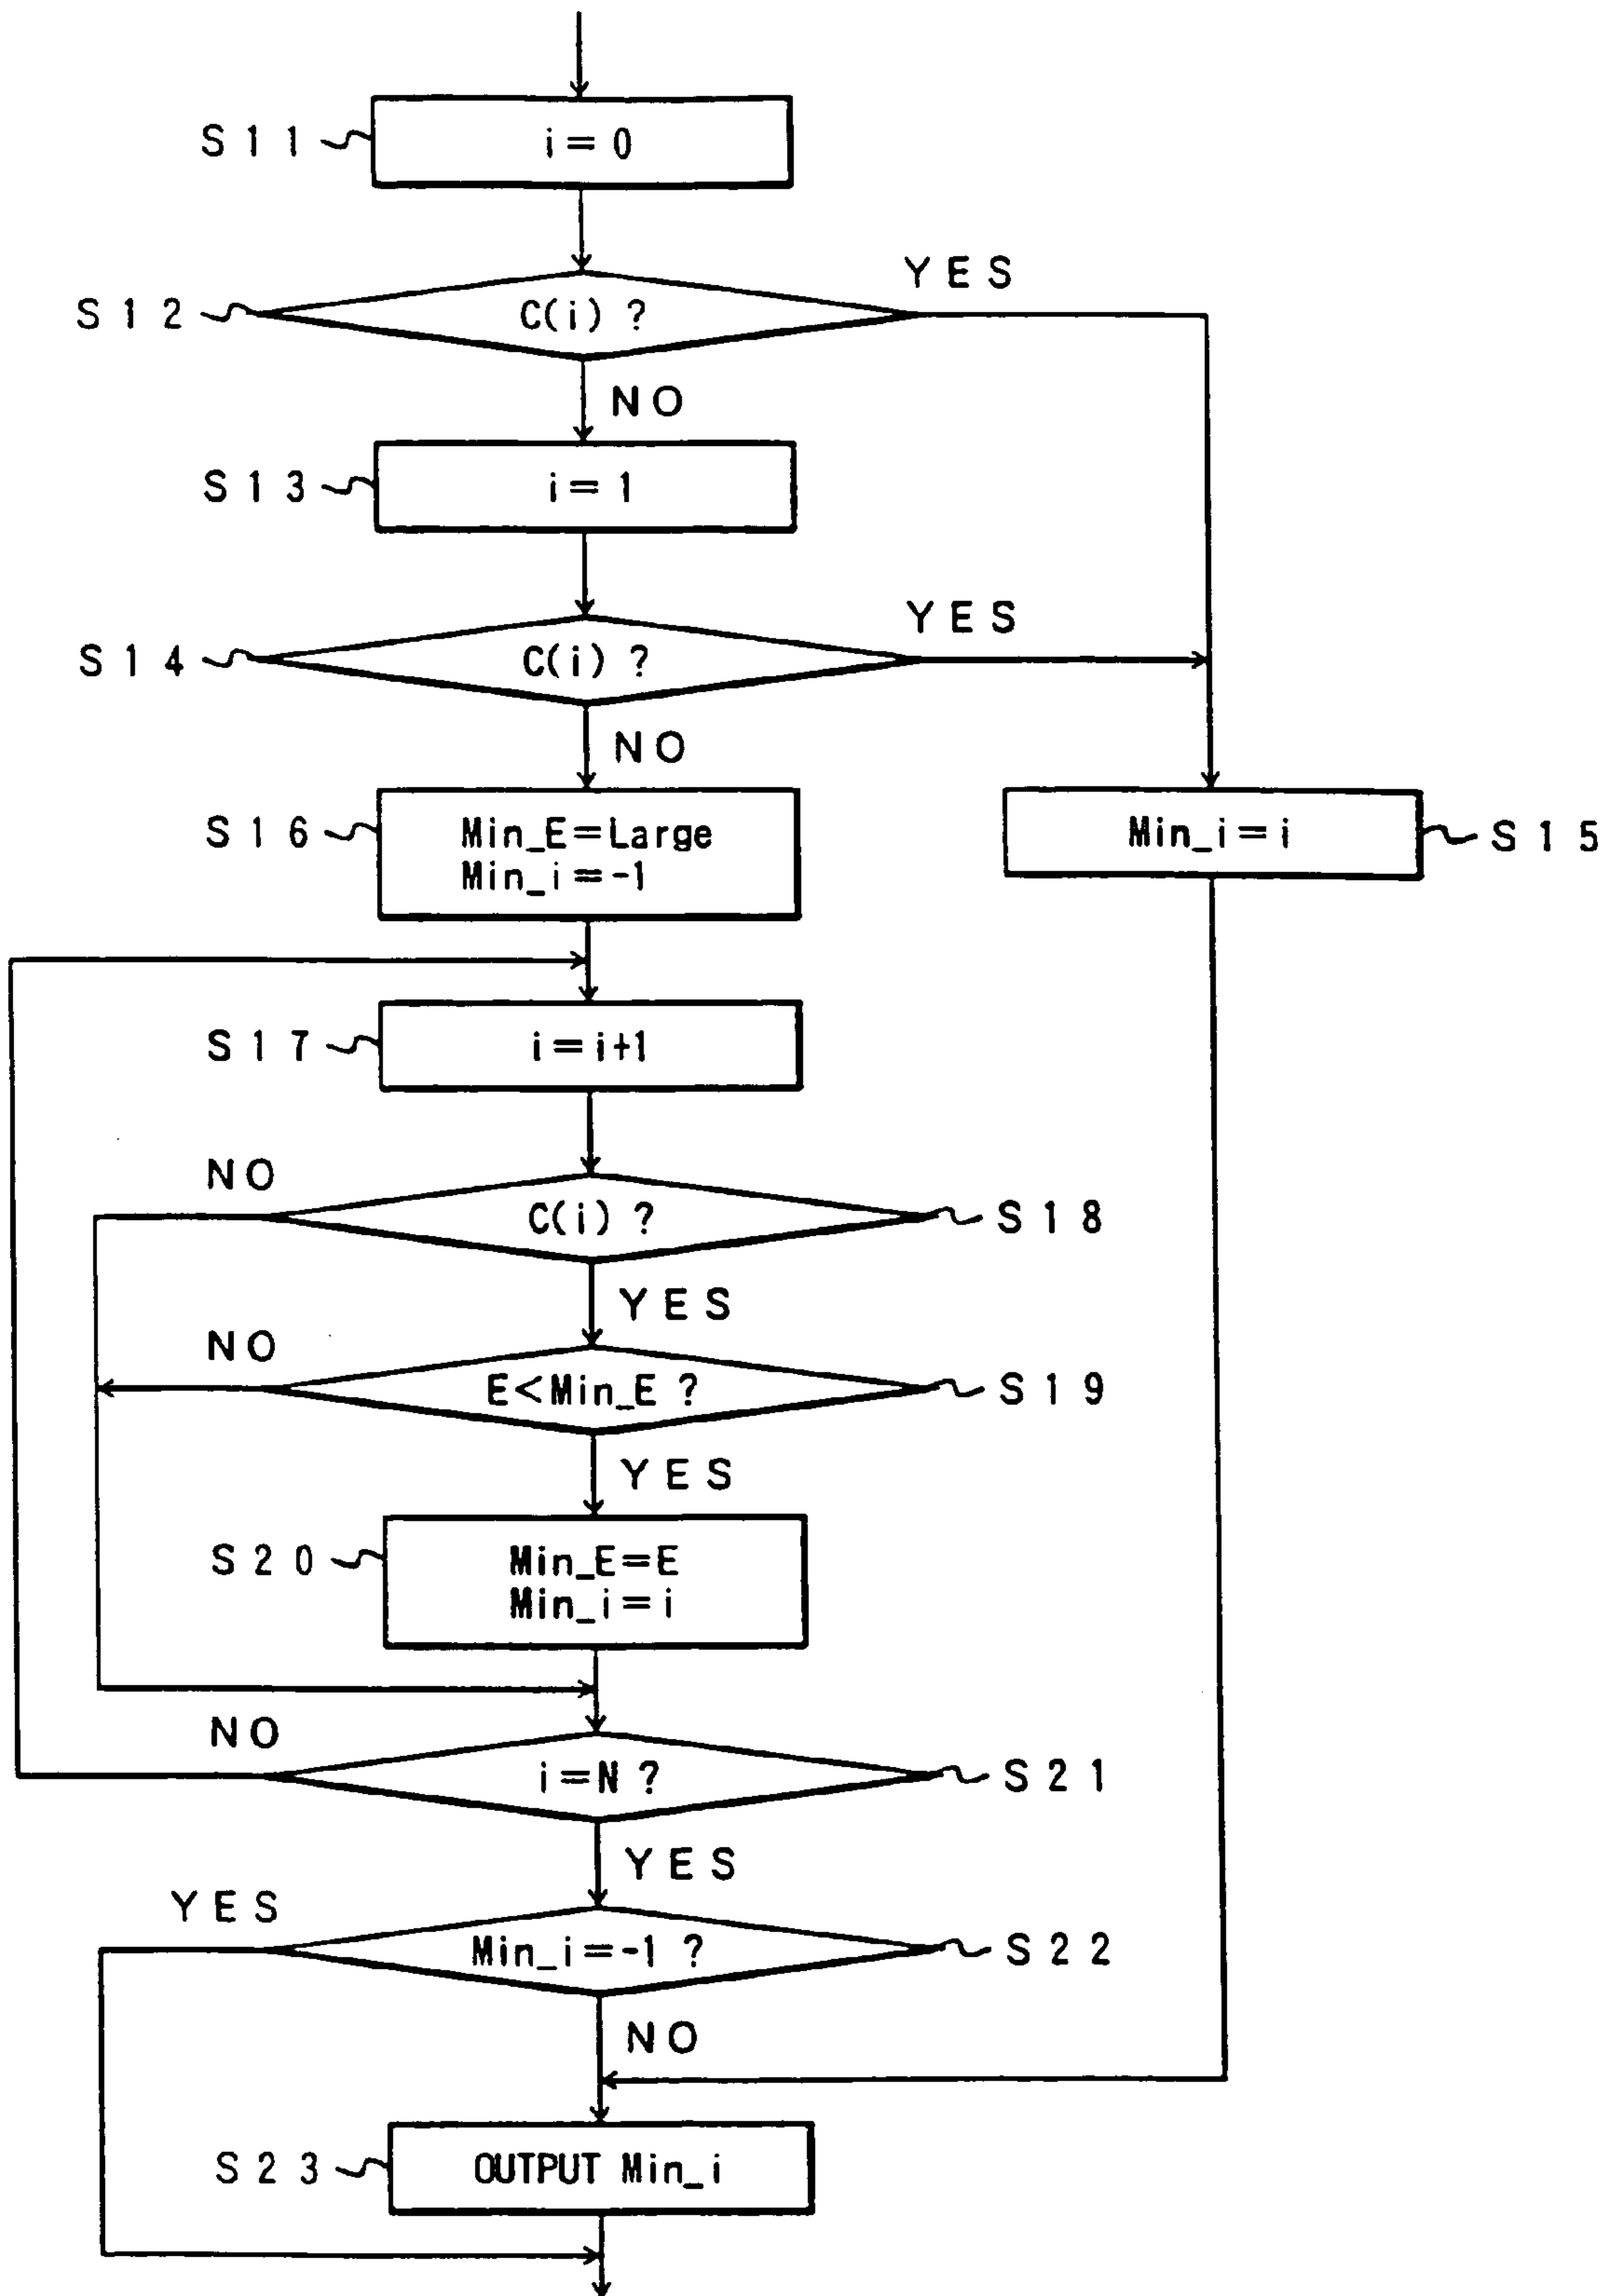 S11
i=0
YES
S12
C(i) ?
NO
S13
i=1
YES
S14
C(i) ?
NO
S16
Min_E=Large
Min_i=-1
Min_i=i
S15
S17
i=i+1
NO
C(i) ?
S18
YES
NO
E<Min_E ?
S19
YES
S20
Min_E=E
Min_i=i
NO
i=N ?
S21
YES
YES
Min_i=-1 ?
S22
NO
S23
OUTPUT Min_i